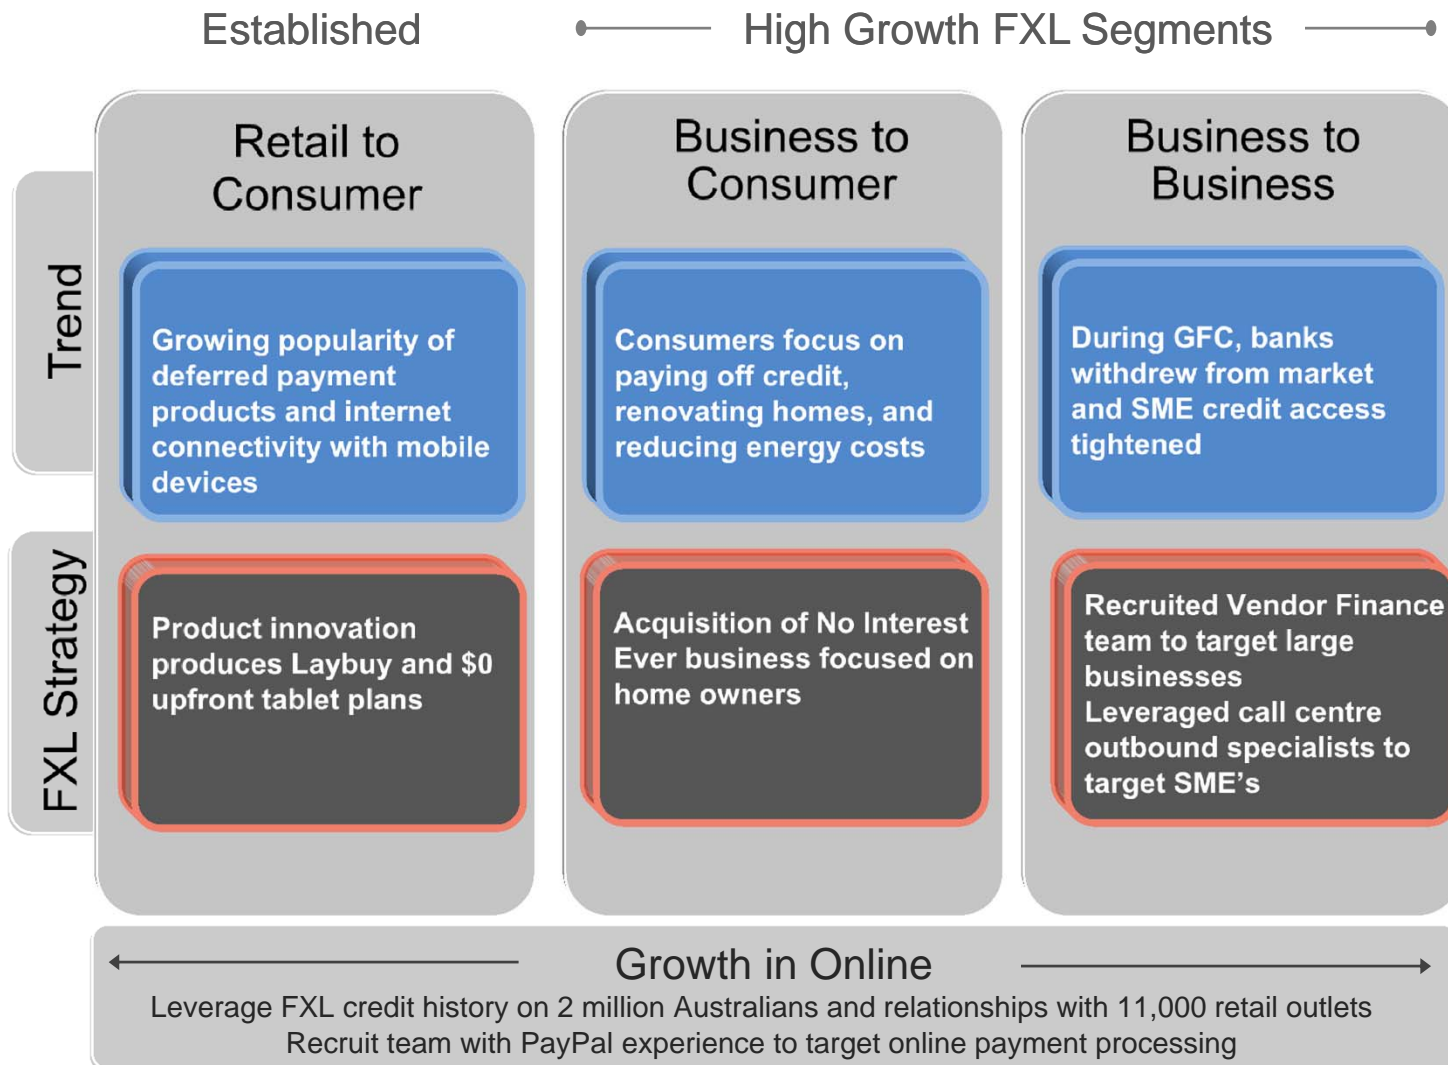 Established
High Growth FXL Segments
Retail to
Consumer
Business to
Consumer
Business to
Business
Trend
Growing popularity of
deferred payment
products and internet
connectivity with mobile
devices
Consumers focus on
paying off credit,
renovating homes, and
reducing energy costs
During GFC, banks
withdrew from market
and SME credit access
tightened
FXL Strategy
Product innovation
produces Laybuy and $0
upfront tablet plans
Acquisition of No Interest
Ever business focused on
home owners
Recruited Vendor Finance
team to target large
businesses
Leveraged call centre
outbound specialists to
target SME’s
Growth in Online
Leverage FXL credit history on 2 million Australians and relationships with 11,000 retail outlets
Recruit team with PayPal experience to target online payment processing